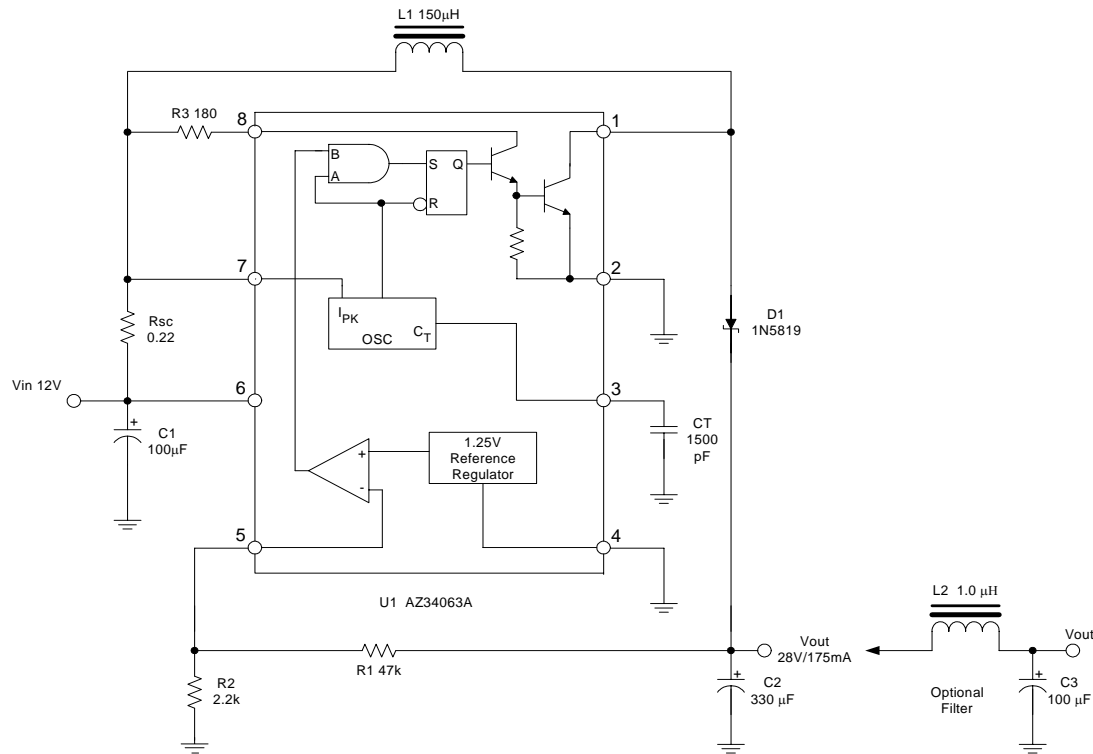 L1 150μH
R3 180
8
1
B
A
S Q
R
7
2
IPK
OSC
CT
D1
1N5819
Rsc
0.22
Vin 12V
6
3
C1
100μF
+
CT
1500
pF
1.25V
Reference
Regulator
+
-
5
4
U1 AZ34063A
L2 1.0 μH
R1 47k
Vout
28V/175mA
Vout
R2
2.2k
+
C2
330 μF
Optional
Filter
+
C3
100 μF